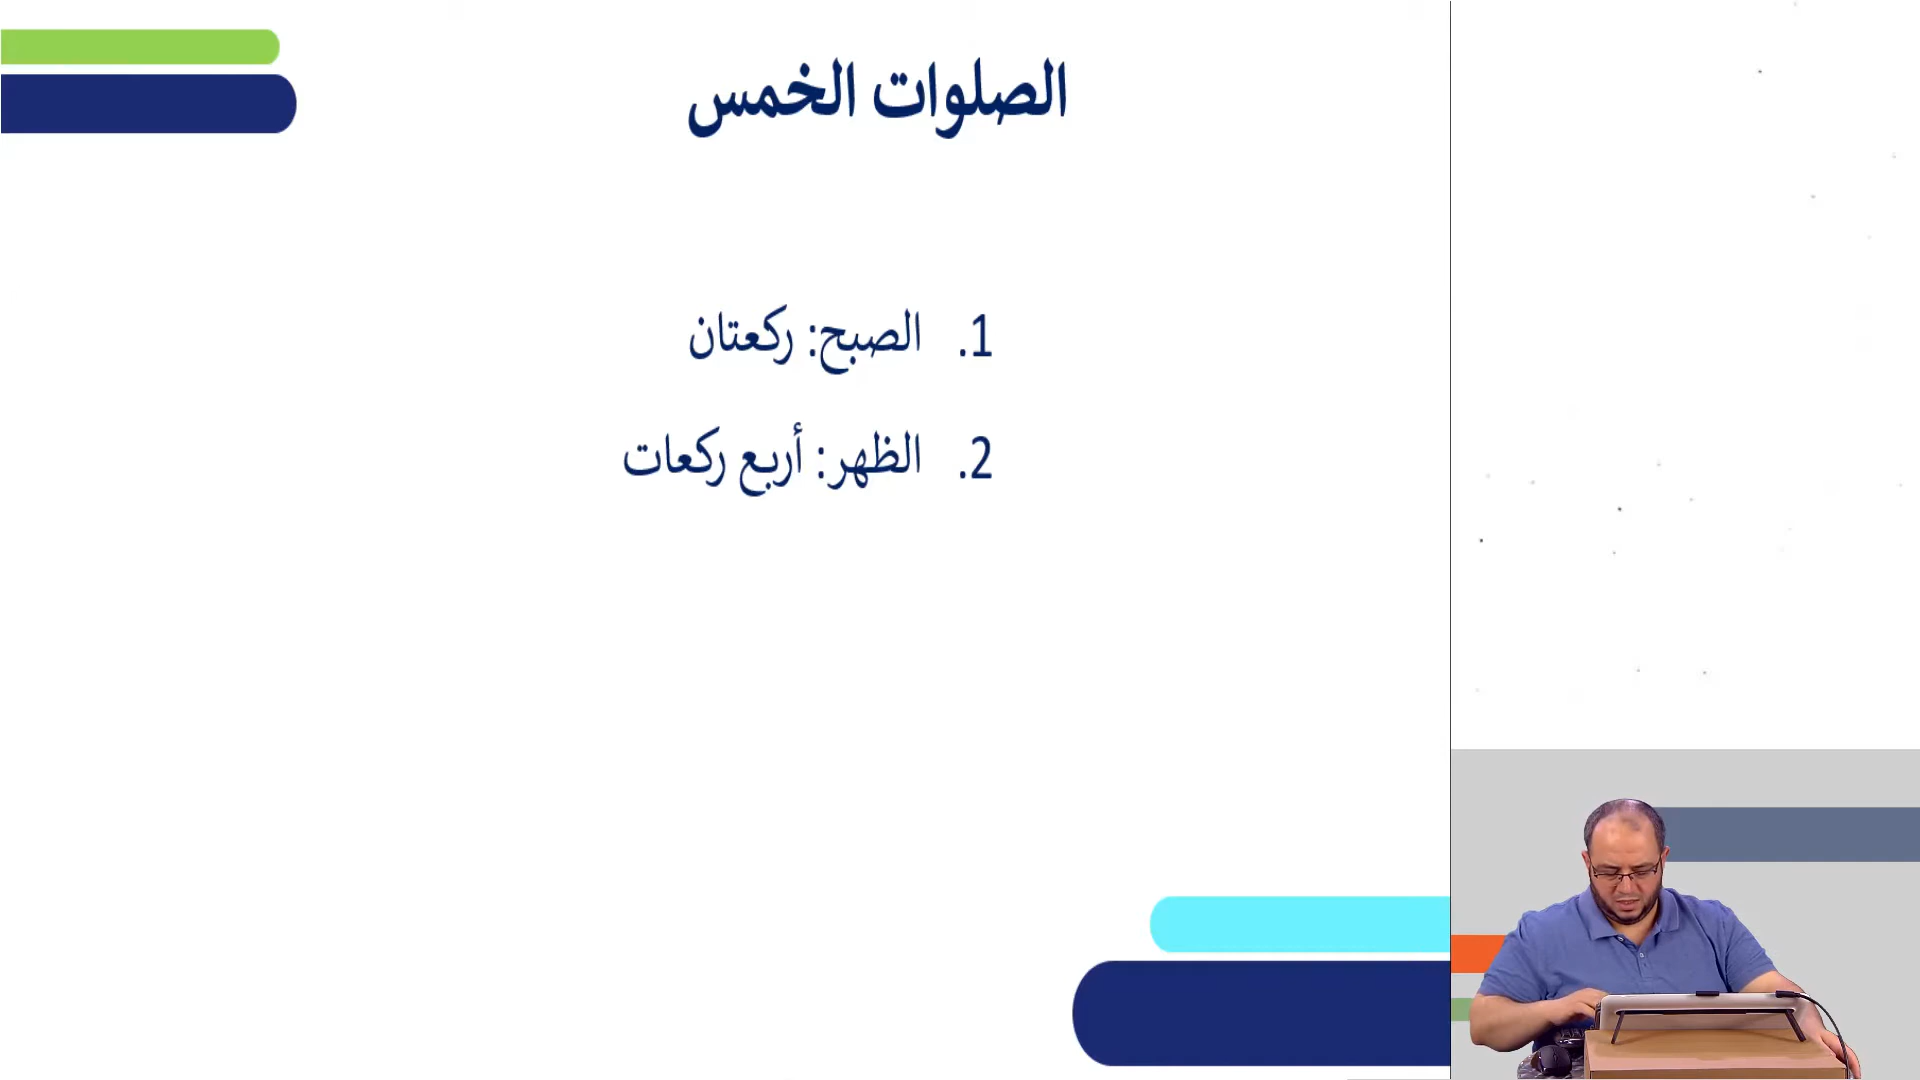 الصلوات الخمس
1. الصبح: ركعتان
2. الظهر: أربع ركعات